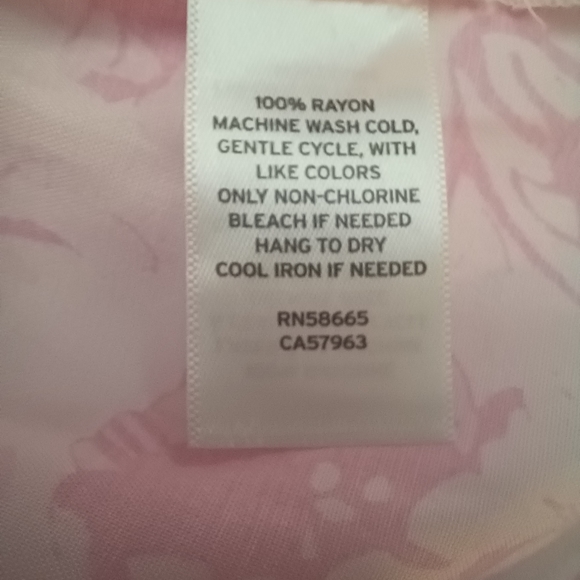 100% RAYON
MACHINE WASH COLD,
GENTLE CYCLE, WITH
LIKE COLORS
ONLY NON-CHLORINE
BLEACH IF NEEDED
HANG TO DRY
COOL IRON IF NEEDED
RN58665
CA57963